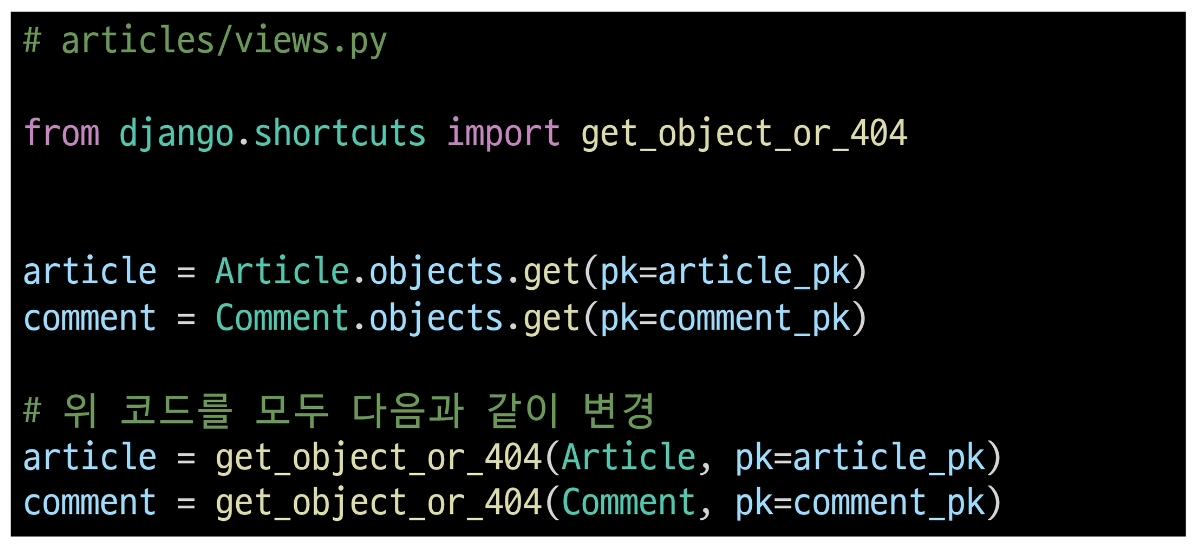 # articles/views.py
from django.shortcuts import get_object_or_404
article = Article.objects.get(pk=article_pk)
comment = Comment.objects.get(pk=comment_pk)
# 위 코드를 모두 다음과 같이 변경
article = get_object_or_404(Article, pk=article_pk)
comment = get_object_or_404(Comment, pk=comment_pk)